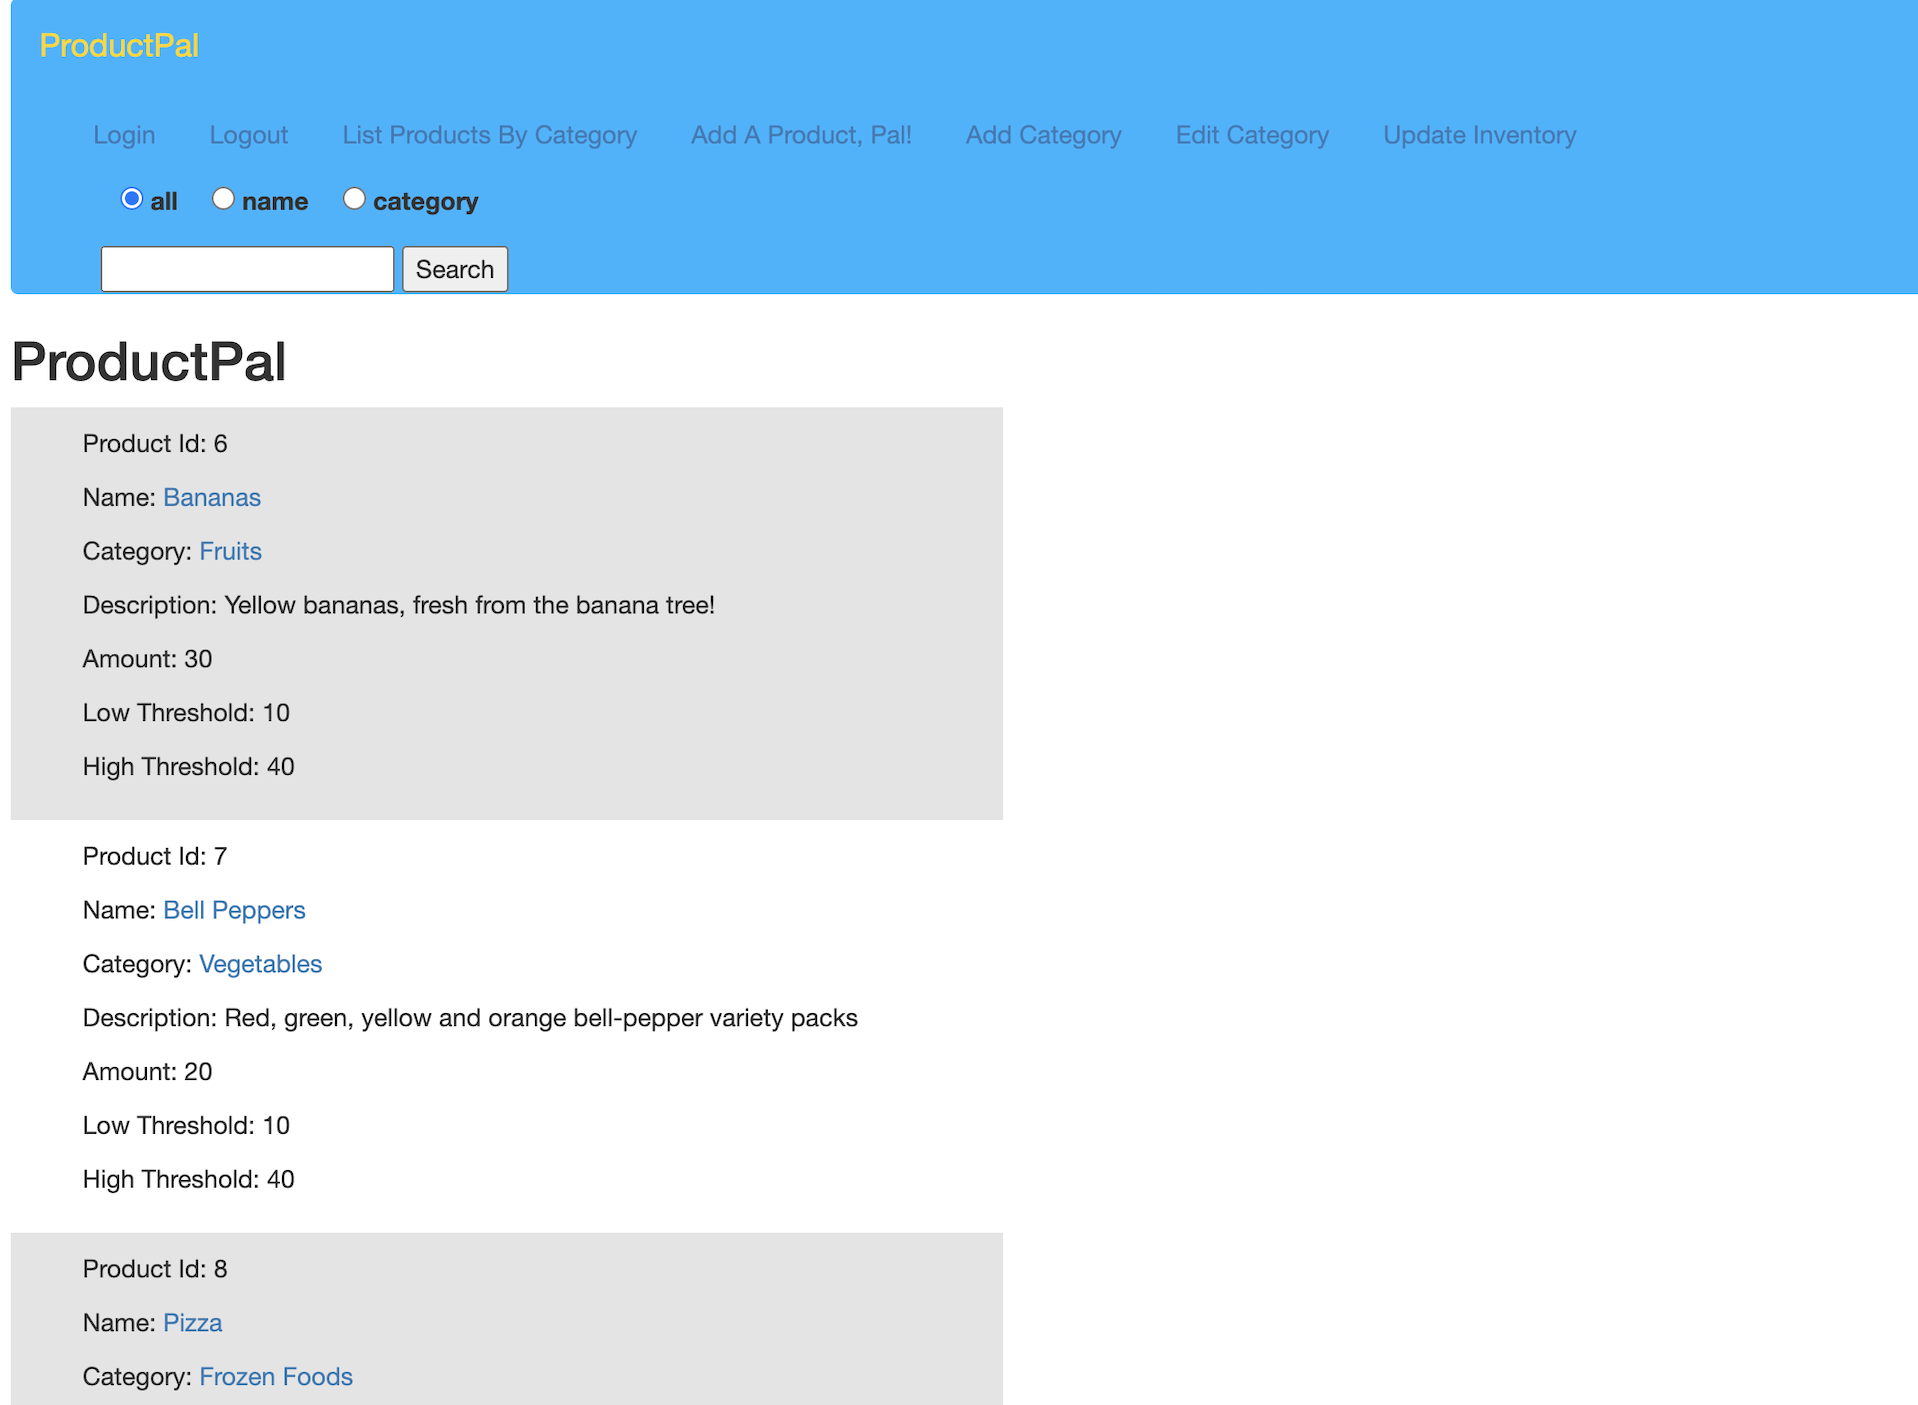 ProductPal
Login Logout List Products By Category Add A Product, Pal! Add Category Edit Category Update Inventory
all name category
Search
ProductPal
Product Id: 6
Name: Bananas
Category: Fruits
Description: Yellow bananas, fresh from the banana tree!
Amount: 30
Low Threshold: 10
High Threshold: 40
Product Id: 7
Name: Bell Peppers
Category: Vegetables
Description: Red, green, yellow and orange bell-pepper variety packs
Amount: 20
Low Threshold: 10
High Threshold: 40
Product Id: 8
Name: Pizza
Category: Frozen Foods